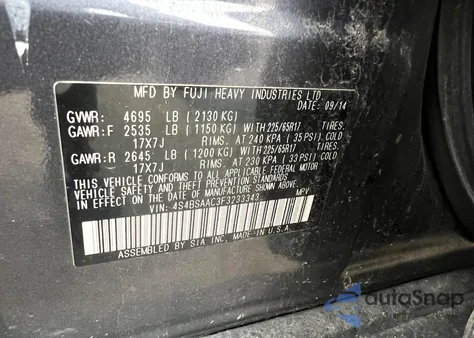 MFD BY FUJI HEAVY INDUSTRIES LTD.
DATE: 09/14
GVWR: 4695 LB (2130 KG)
GAWR:F 2535 LB (1150 KG) WITH 225/65R17 TIRES,
17X7J RIMS, AT 240 KPA (35 PSI) COLD
GAWR:R 2645 LB (1200 KG) WITH 225/65R17 TIRES,
17X7J RIMS, AT 230 KPA (33 PSI) COLD
THIS VEHICLE CONFORMS TO ALL APPLICABLE
FEDERAL MOTOR VEHICLE SAFETY
STANDARDS IN EFFECT ON THE
DATE OF MANUFACTURE SHOWN ABOVE.
VIN: 4S4BSAAC3F3233343 MPV
ASSEMBLED BY SIA INC. MADE IN U.S.A.
autoSnap